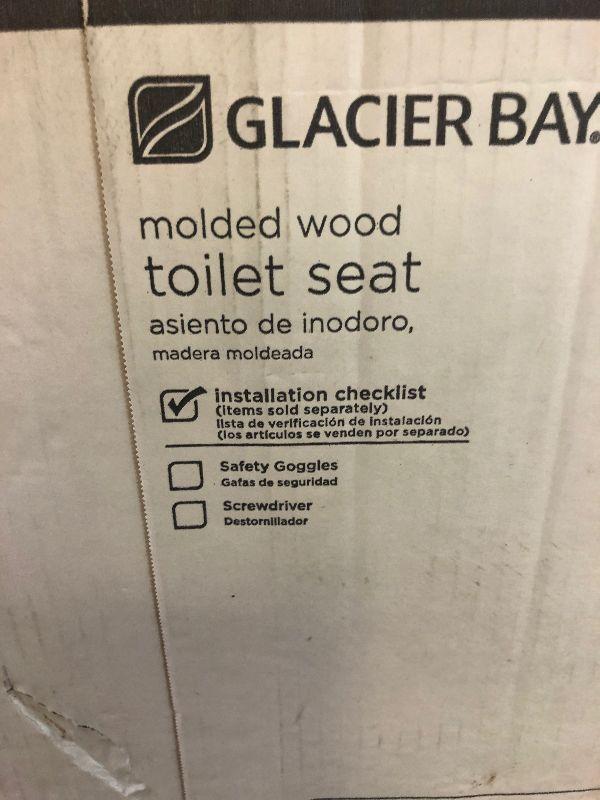 GLACIER BAY®
molded wood
toilet seat
asiento de inodoro,
madera moldeada
installation checklist
(items sold separately)
lista de verificación de instalación
(los artículos se venden por separado)
Safety Goggles
Gafas de seguridad
Screwdriver
Destornillador